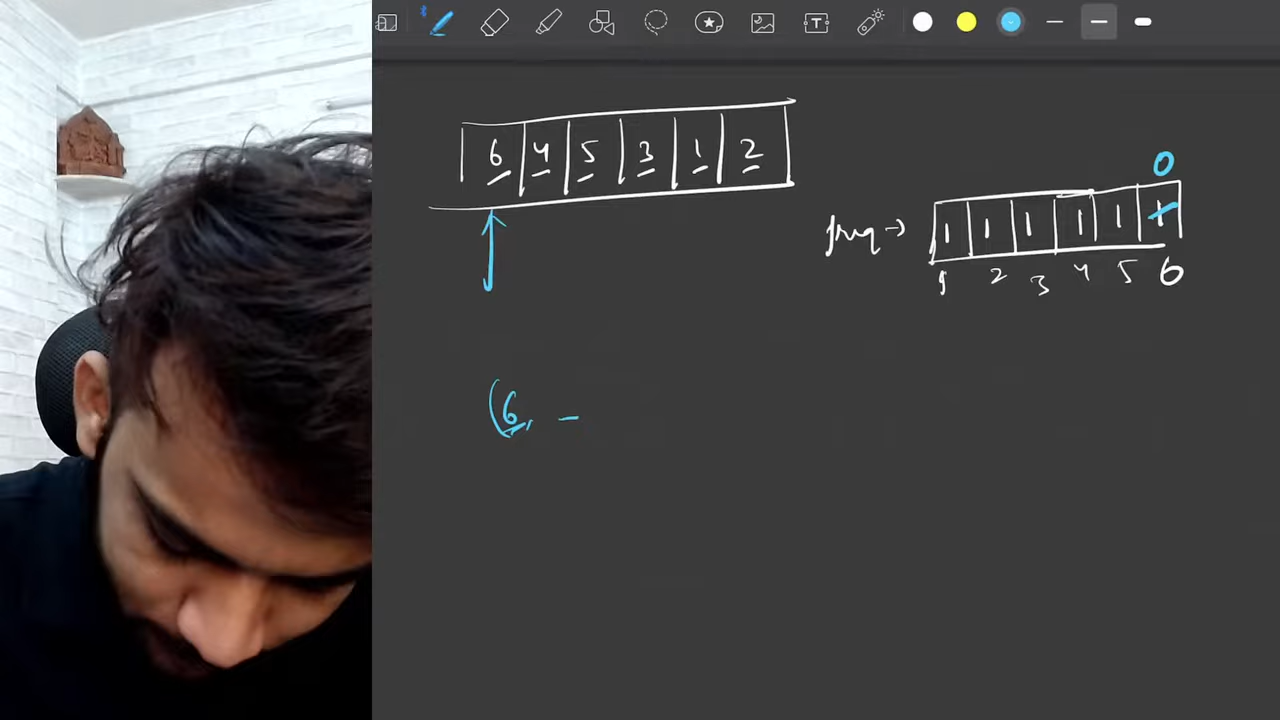 6 4 5 3 1 2
0
freq → 1 1 1 1 1 1
1 2 3 4 5 6
(6, –